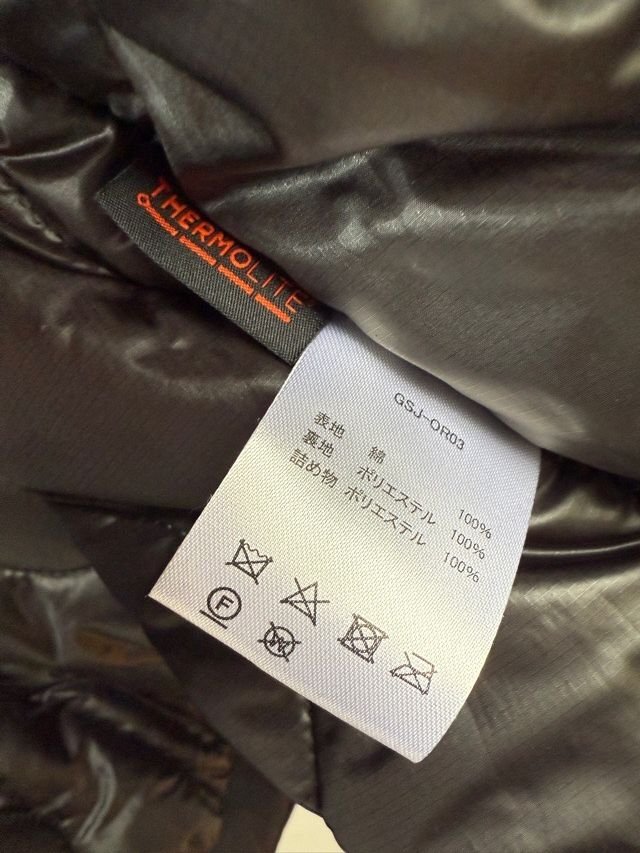 THERMOLITE
GSJ-OR03
表地 綿 100%
裏地 ポリエステル 100%
詰め物 ポリエステル 100%
F
W